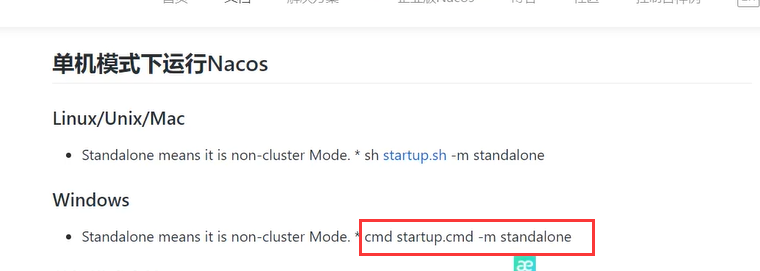 单机模式下运行Nacos
Linux/Unix/Mac
Standalone means it is non-cluster Mode. * sh startup.sh -m standalone
Windows
Standalone means it is non-cluster Mode. * cmd startup.cmd -m standalone
æ